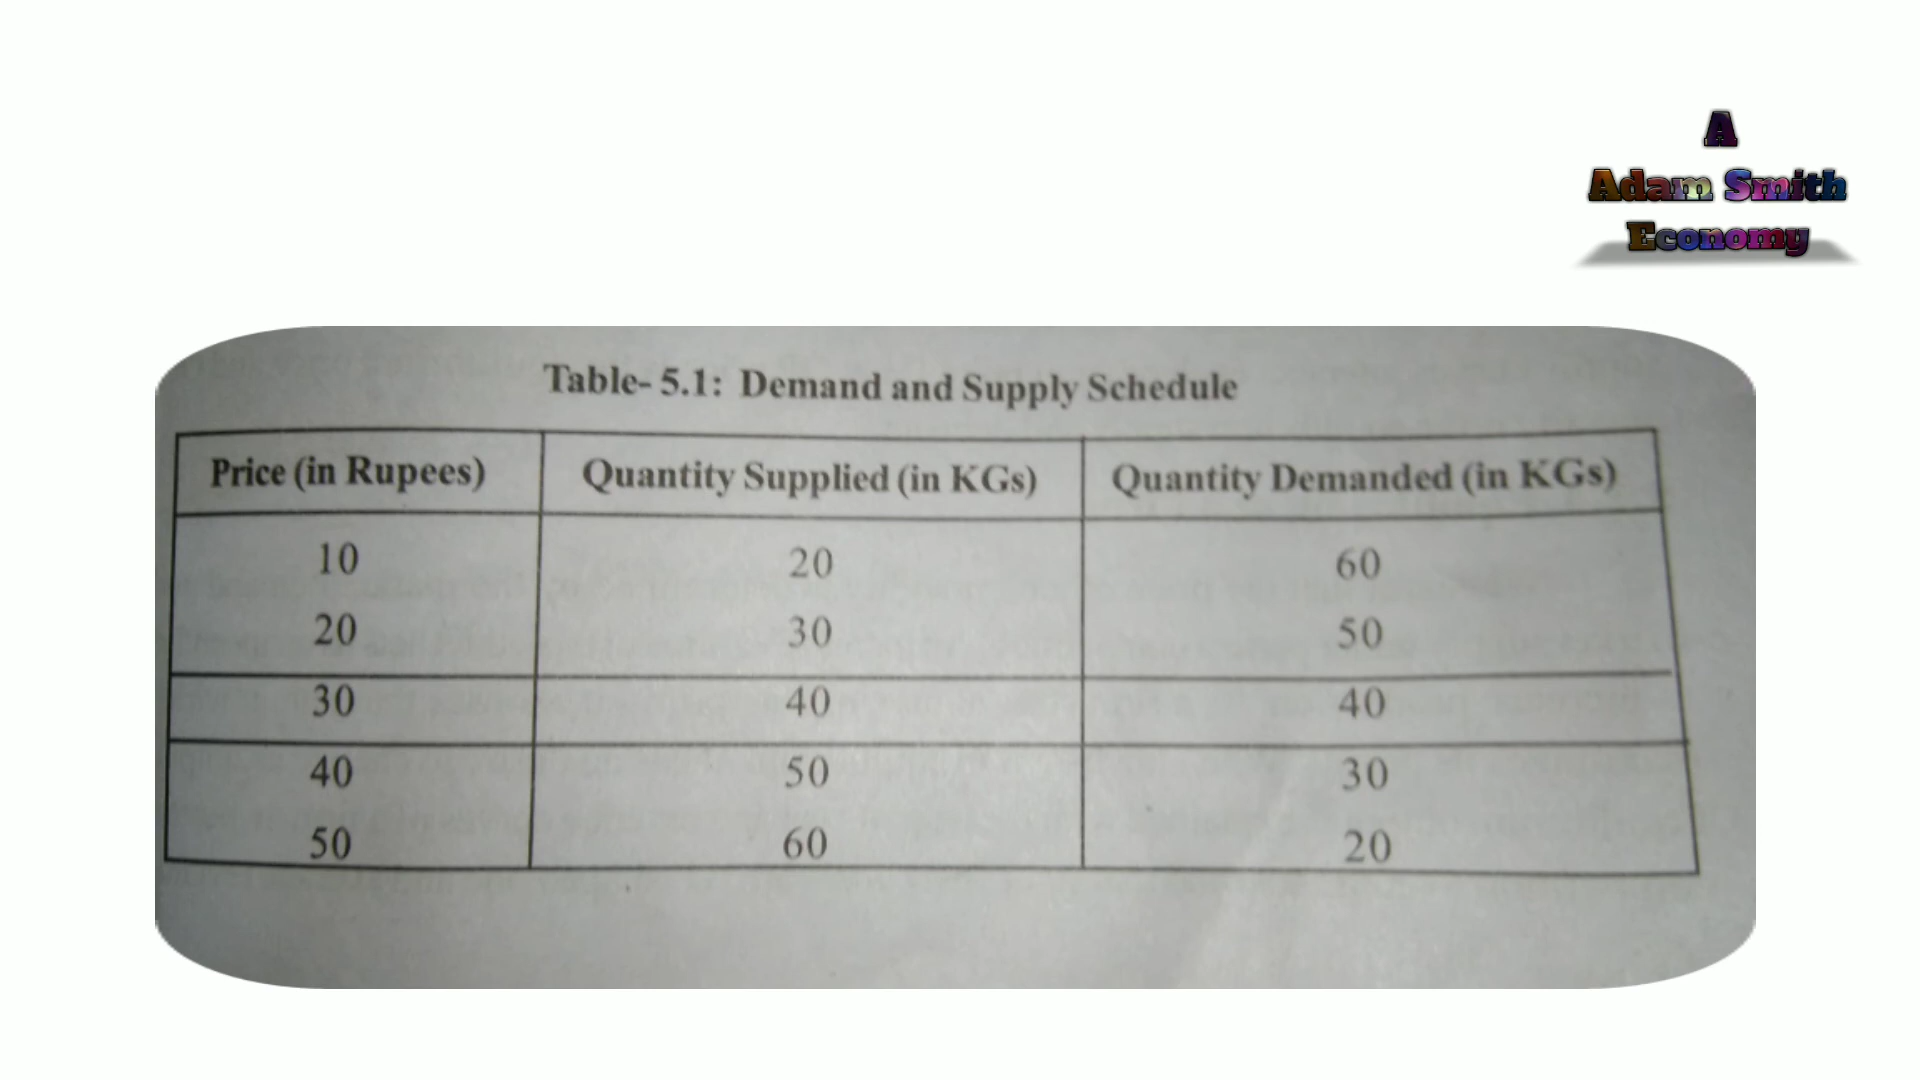 A
Adam Smith
Economy
Table- 5.1: Demand and Supply Schedule
Price (in Rupees) Quantity Supplied (in KGs) Quantity Demanded (in KGs)
10 20 60
20 30 50
30 40 40
40 50 30
50 60 20